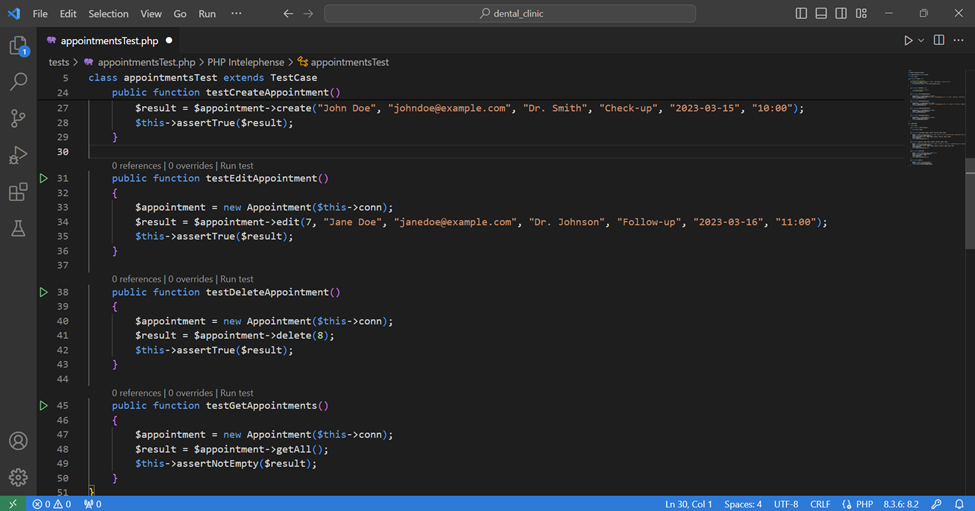 File Edit Selection View Go Run ··· dental_clinic
appointmentsTest.php
tests > appointmentsTest.php > PHP Intelephense > appointmentsTest
5 class appointmentsTest extends TestCase
24 public function testCreateAppointment()
27 $result = $appointment->create("John Doe", "johndoe@example.com", "Dr. Smith", "Check-up", "2023-03-15", "10:00");
28 $this->assertTrue($result);
29 }
30
0 references | 0 overrides | Run test
31 public function testEditAppointment()
32 {
33 $appointment = new Appointment($this->conn);
34 $result = $appointment->edit(7, "Jane Doe", "janedoe@example.com", "Dr. Johnson", "Follow-up", "2023-03-16", "11:00");
35 $this->assertTrue($result);
36 }
37
0 references | 0 overrides | Run test
38 public function testDeleteAppointment()
39 {
40 $appointment = new Appointment($this->conn);
41 $result = $appointment->delete(8);
42 $this->assertTrue($result);
43 }
44
0 references | 0 overrides | Run test
45 public function testGetAppointments()
46 {
47 $appointment = new Appointment($this->conn);
48 $result = $appointment->getAll();
49 $this->assertNotEmpty($result);
50 }
51 }
1
0 0 0 Ln 30, Col 1 Spaces: 4 UTF-8 CRLF {} PHP 8.3.6: 8.2